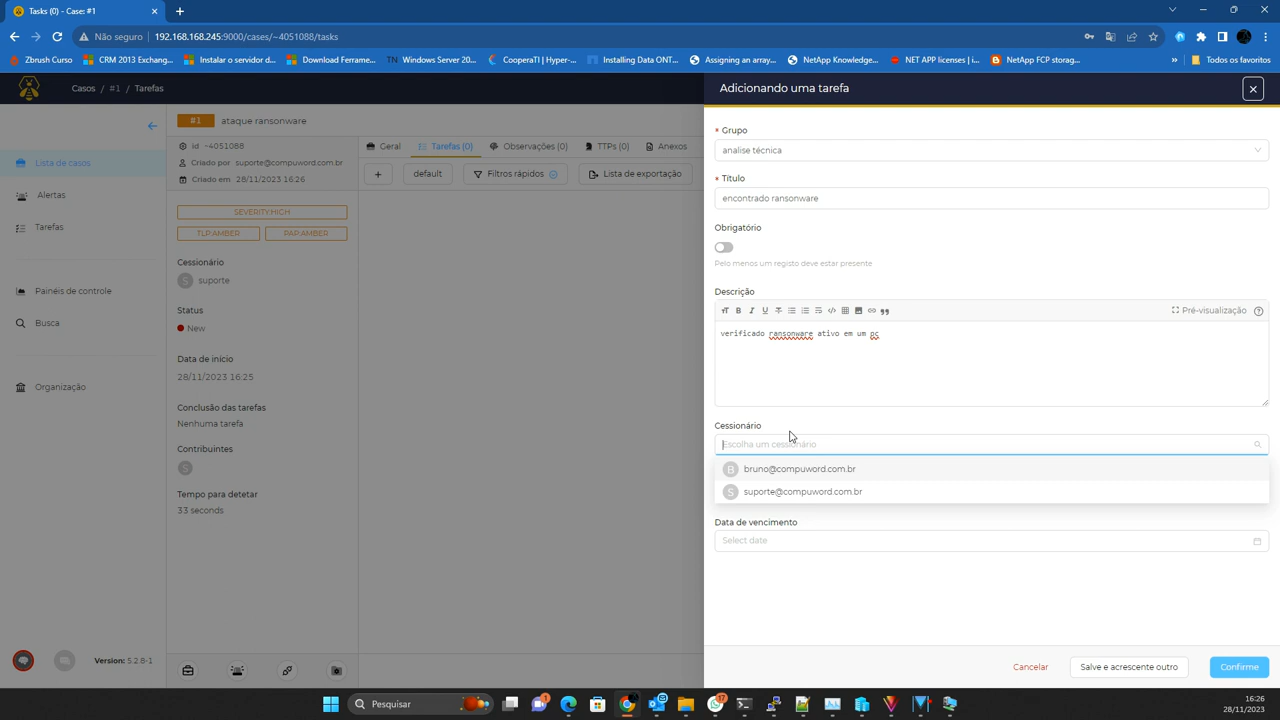 Tasks (0) - Case: #1
Não seguro
192.168.168.245:9000/cases/~4051088/tasks
Zbrush Curso
CRM 2013 Exchang...
Instalar o servidor d...
Download Ferrame...
TN Windows Server 20...
CooperaTI | Hyper-...
Installing Data ONT...
Assigning an array...
NetApp Knowledge...
NET APP licenses | i...
NetApp FCP storag...
»
Todos os favoritos
Casos / #1 / Tarefas
Adicionando uma tarefa
#1 ataque ransonware
Lista de casos
Alertas
Tarefas
Painéis de controle
Busca
Organização
Version: 5.2.8-1
id ~4051088
Criado por suporte@compuword.com.br
Criado em 28/11/2023 16:26
SEVERITY:HIGH
TLP:AMBER
PAP:AMBER
Cessionário
S suporte
Status
New
Data de início
28/11/2023 16:25
Conclusão das tarefas
Nenhuma tarefa
Contribuintes
S
Tempo para detetar
33 seconds
Geral
Tarefas (0)
Observações (0)
TTPs (0)
Anexos
+
default
Filtros rápidos
Lista de exportação
* Grupo
analise técnica
* Título
encontrado ransonware
Obrigatório
Pelo menos um registo deve estar presente
Descrição
Pré-visualização
verificado ransonware ativo em um pc
Cessionário
Escolha um cessionário
B bruno@compuword.com.br
S suporte@compuword.com.br
Data de vencimento
Select date
Cancelar
Salve e acrescente outro
Confirme
Pesquisar
1
17
16:26
28/11/2023